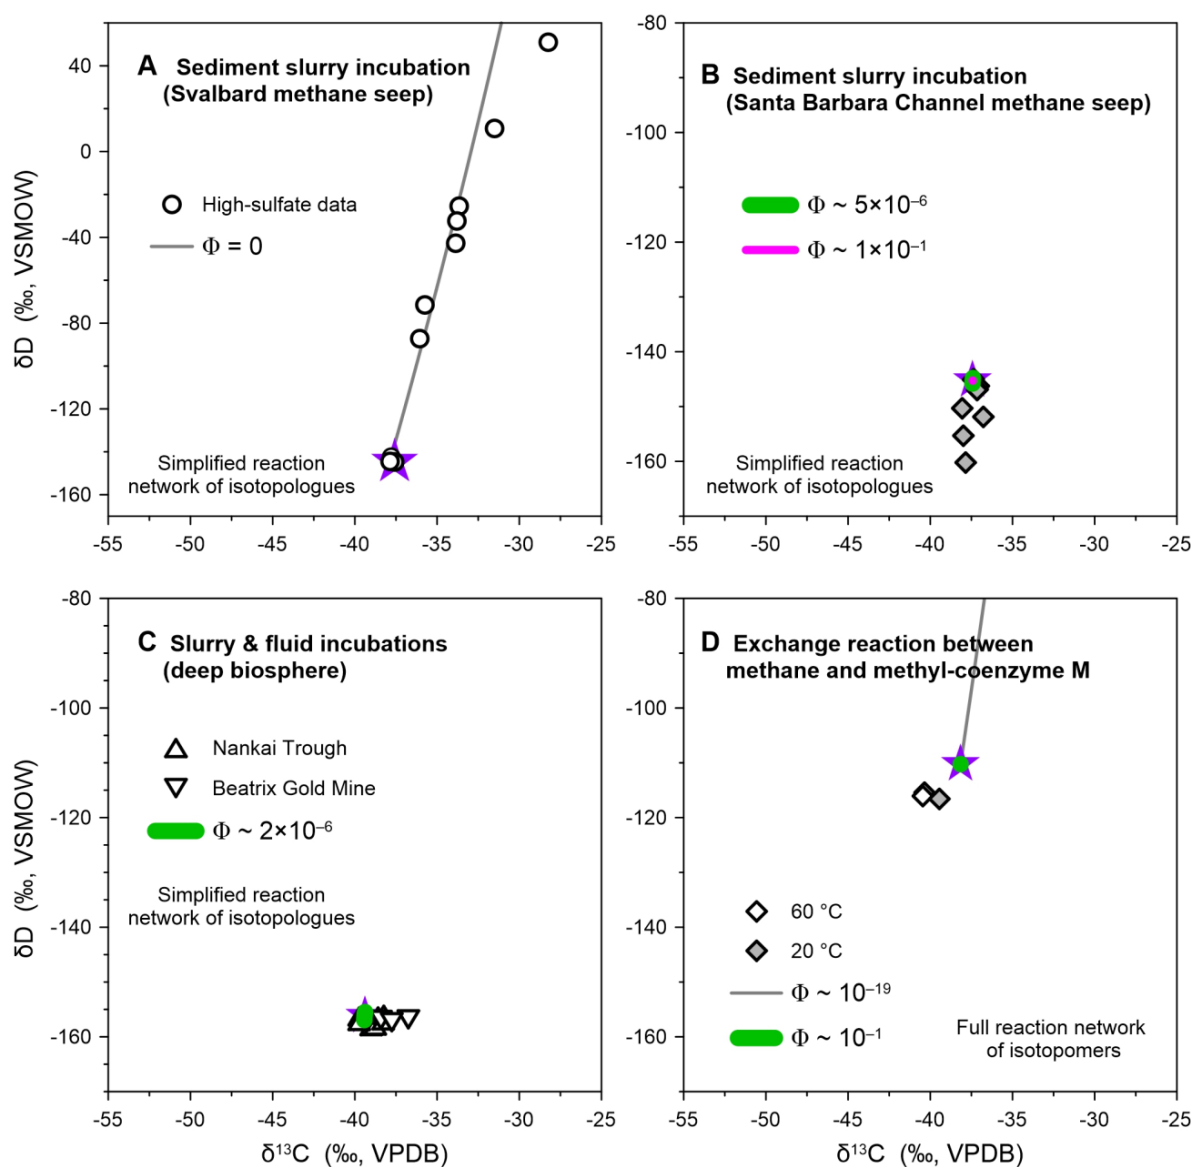 A Sediment slurry incubation
(Svalbard methane seep)
High-sulfate data
Φ = 0
Simplified reaction
network of isotopologues
δD (‰, VSMOW)
40
0
-40
-80
-120
-160
-55
-50
-45
-40
-35
-30
-25
B Sediment slurry incubation
(Santa Barbara Channel methane seep)
Φ ~ 5×10⁻⁶
Φ ~ 1×10⁻¹
Simplified reaction
network of isotopologues
-80
-100
-120
-140
-160
-55
-50
-45
-40
-35
-30
-25
C Slurry & fluid incubations
(deep biosphere)
Nankai Trough
Beatrix Gold Mine
Φ ~ 2×10⁻⁶
Simplified reaction
network of isotopologues
δD (‰, VSMOW)
-80
-100
-120
-140
-160
-55
-50
-45
-40
-35
-30
-25
δ¹³C (‰, VPDB)
D Exchange reaction between
methane and methyl-coenzyme M
60 °C
20 °C
Φ ~ 10⁻¹⁹
Φ ~ 10⁻¹
Full reaction network
of isotopomers
-80
-100
-120
-140
-160
-55
-50
-45
-40
-35
-30
-25
δ¹³C (‰, VPDB)